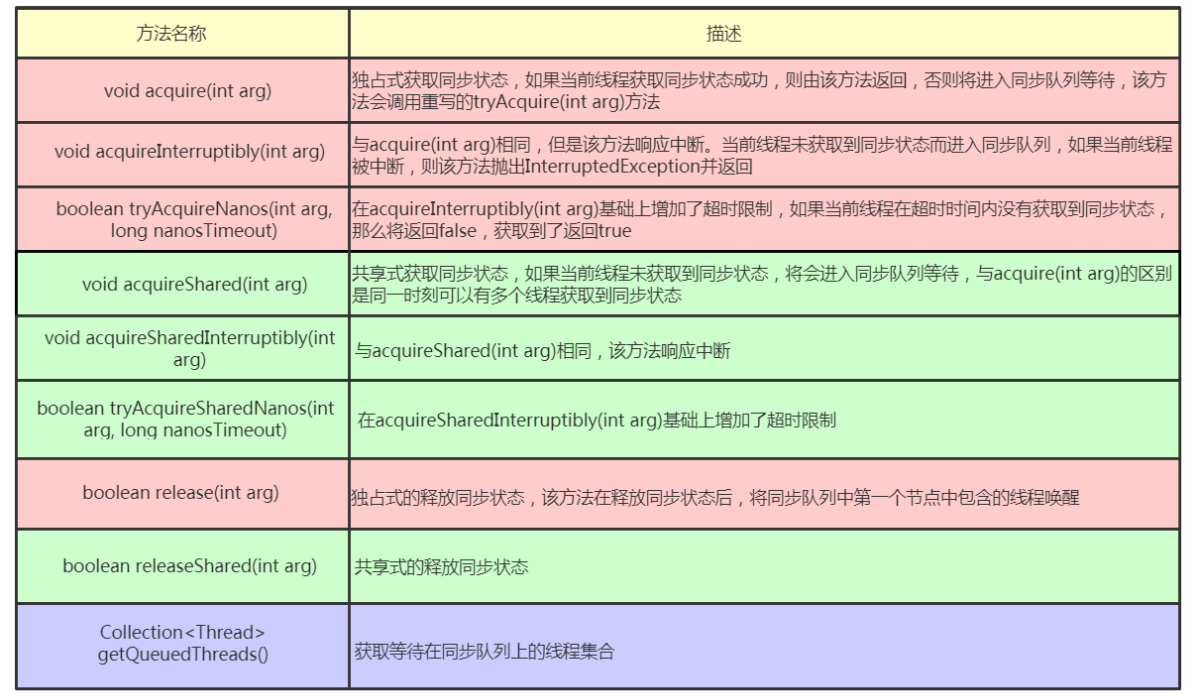 方法名称
描述
void acquire(int arg)
独占式获取同步状态，如果当前线程获取同步状态成功，则由该方法返回，否则将进入同步队列等待，该方
法会调用重写的tryAcquire(int arg)方法
void acquireInterruptibly(int arg)
与acquire(int arg)相同，但是该方法响应中断。当前线程未获取到同步状态而进入同步队列，如果当前线程
被中断，则该方法抛出InterruptedException并返回
boolean tryAcquireNanos(int arg,
long nanosTimeout)
在acquireInterruptibly(int arg)基础上增加了超时限制，如果当前线程在超时时间内没有获取到同步状态，
那么将返回false，获取到了返回true
void acquireShared(int arg)
共享式获取同步状态，如果当前线程未获取到同步状态，将会进入同步队列等待，与acquire(int arg)的区别
是同一时刻可以有多个线程获取到同步状态
void acquireSharedInterruptibly(int
arg)
与acquireShared(int arg)相同，该方法响应中断
boolean tryAcquireSharedNanos(int
arg, long nanosTimeout)
在acquireSharedInterruptibly(int arg)基础上增加了超时限制
boolean release(int arg)
独占式的释放同步状态，该方法在释放同步状态后，将同步队列中第一个节点中包含的线程唤醒
boolean releaseShared(int arg)
共享式的释放同步状态
Collection<Thread>
getQueuedThreads()
获取等待在同步队列上的线程集合